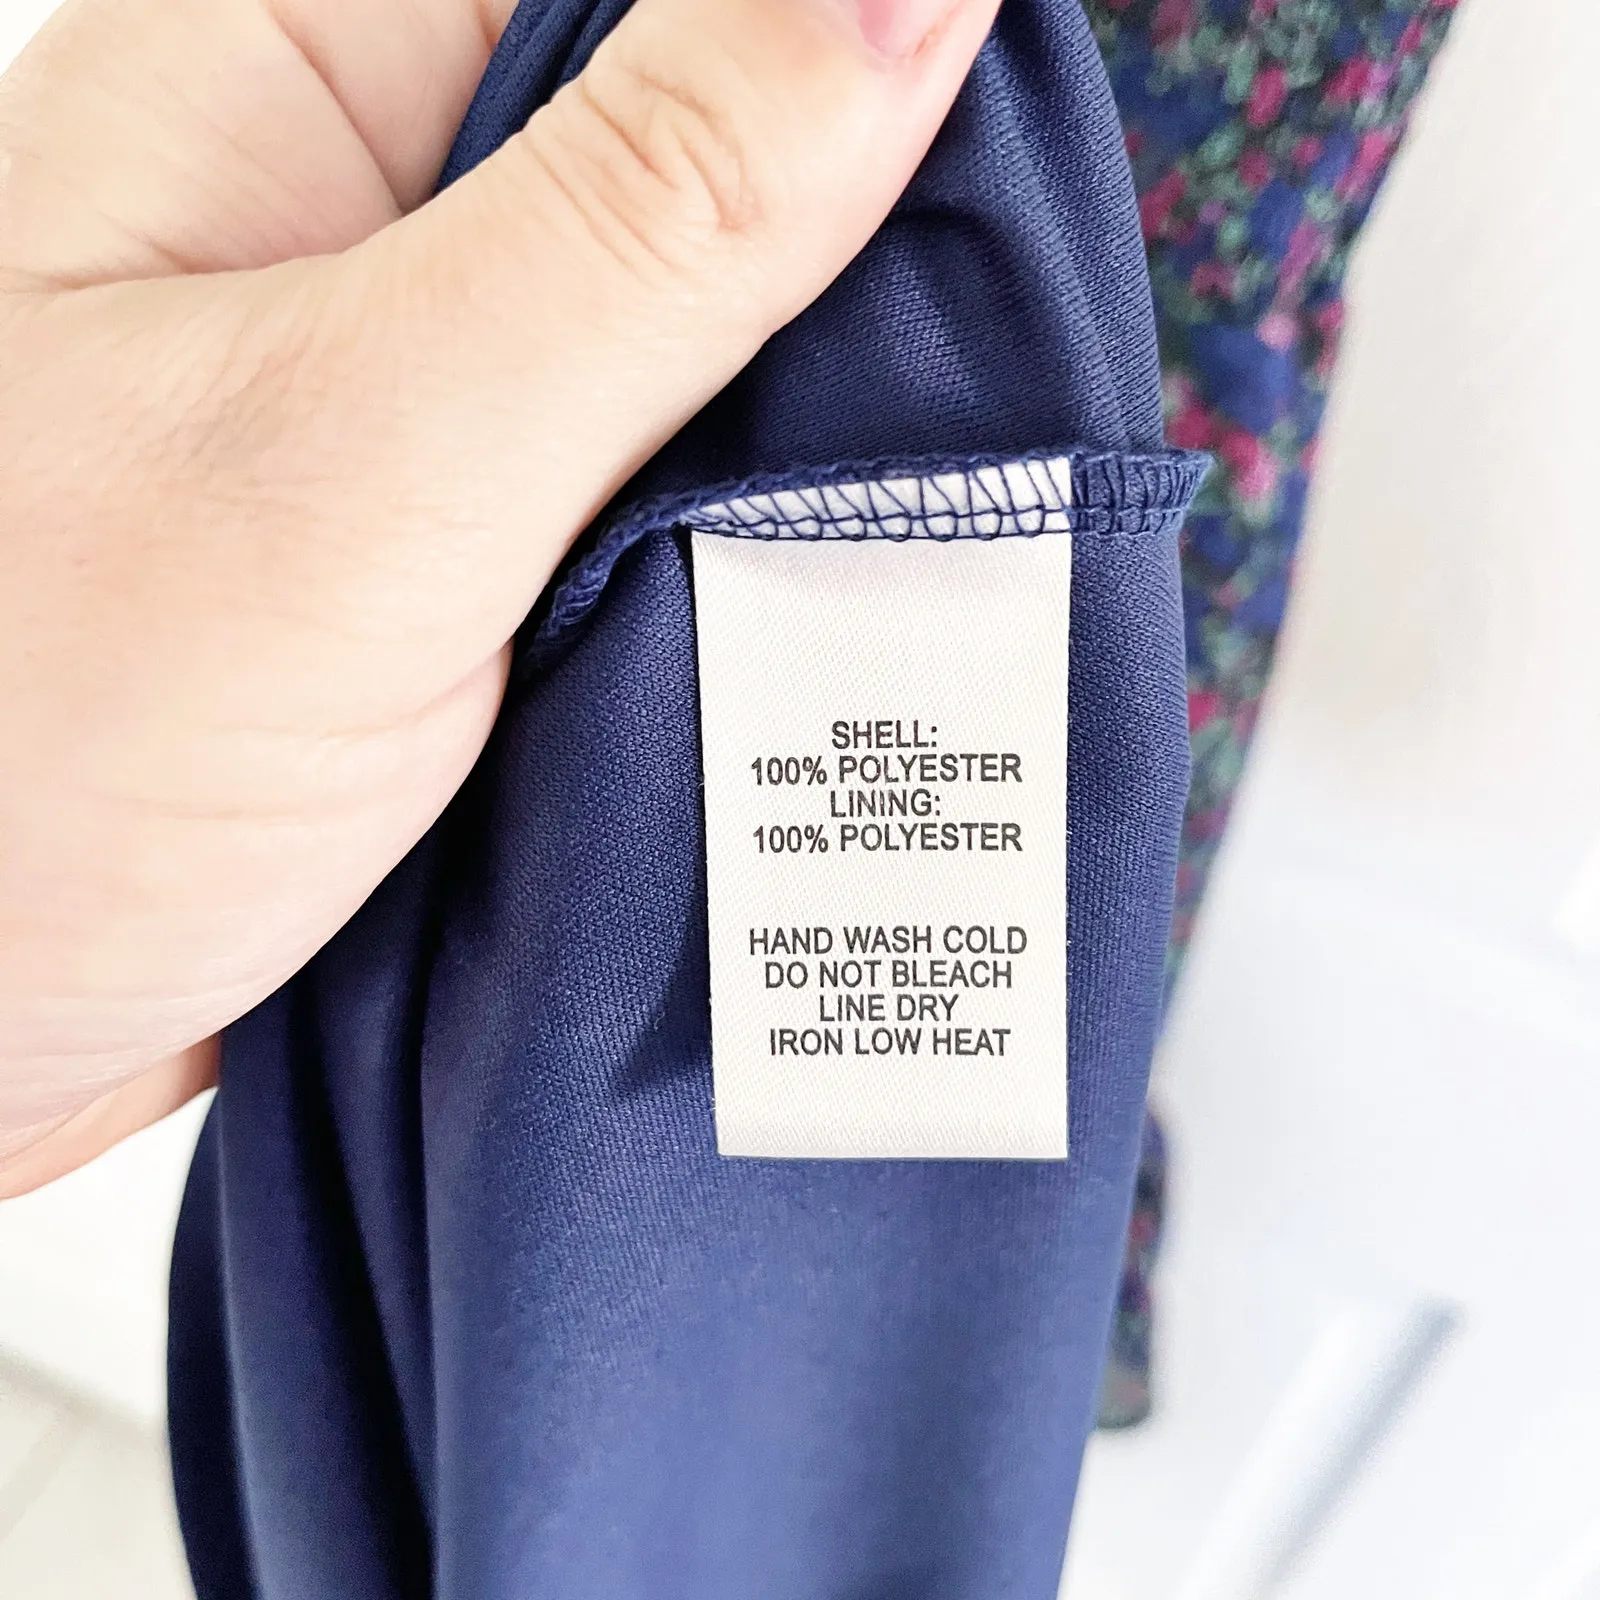 SHELL:
100% POLYESTER
LINING:
100% POLYESTER
HAND WASH COLD
DO NOT BLEACH
LINE DRY
IRON LOW HEAT